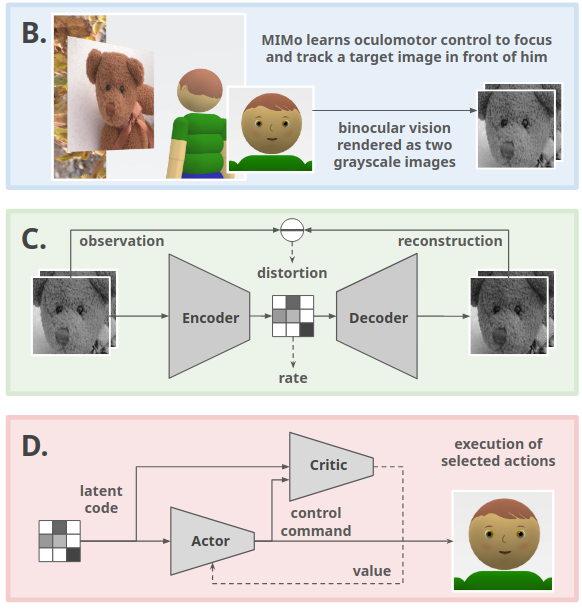 B.
MIMo learns oculomotor control to focus
and track a target image in front of him
binocular vision
rendered as two
grayscale images
C.
observation
reconstruction
distortion
Encoder
Decoder
rate
D.
execution of
selected actions
Critic
latent
code
control
command
Actor
value